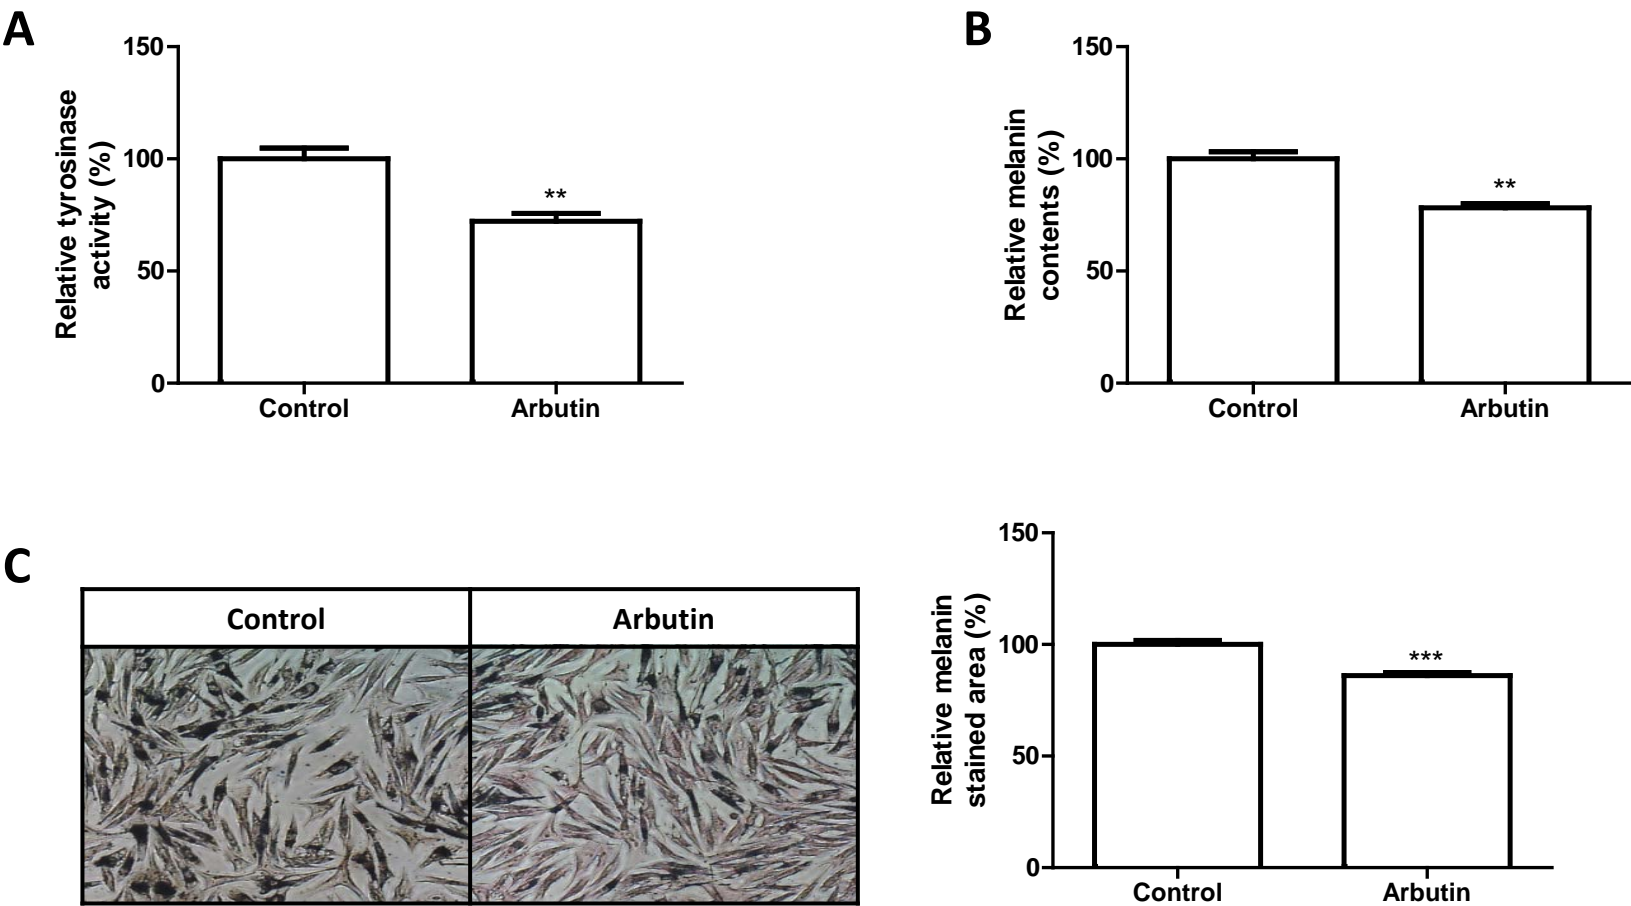 A
150
100
50
0
Relative tyrosinase
activity (%)
**
Control
Arbutin
B
150
100
50
0
Relative melanin
contents (%)
**
Control
Arbutin
C
Control
Arbutin
150
100
50
0
Relative melanin
stained area (%)
***
Control
Arbutin